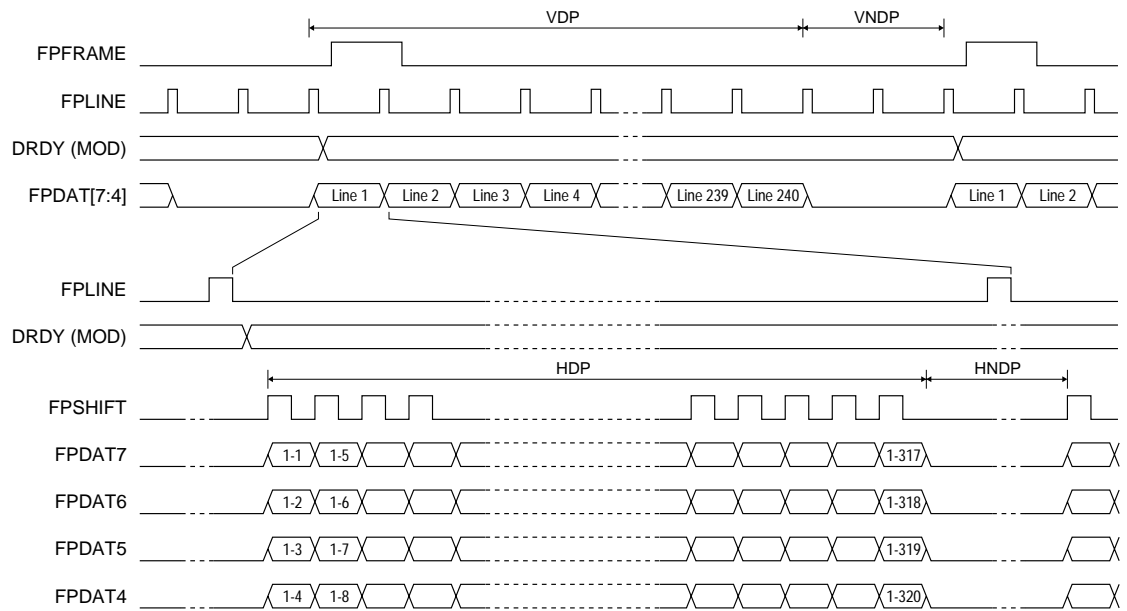 VDP VNDP
FPFRAME
FPLINE
DRDY (MOD)
FPDAT[7:4] Line 1 Line 2 Line 3 Line 4 Line 239 Line 240 Line 1 Line 2
FPLINE
DRDY (MOD)
HDP HNDP
FPSHIFT
FPDAT7 1-1 1-5 1-317
FPDAT6 1-2 1-6 1-318
FPDAT5 1-3 1-7 1-319
FPDAT4 1-4 1-8 1-320